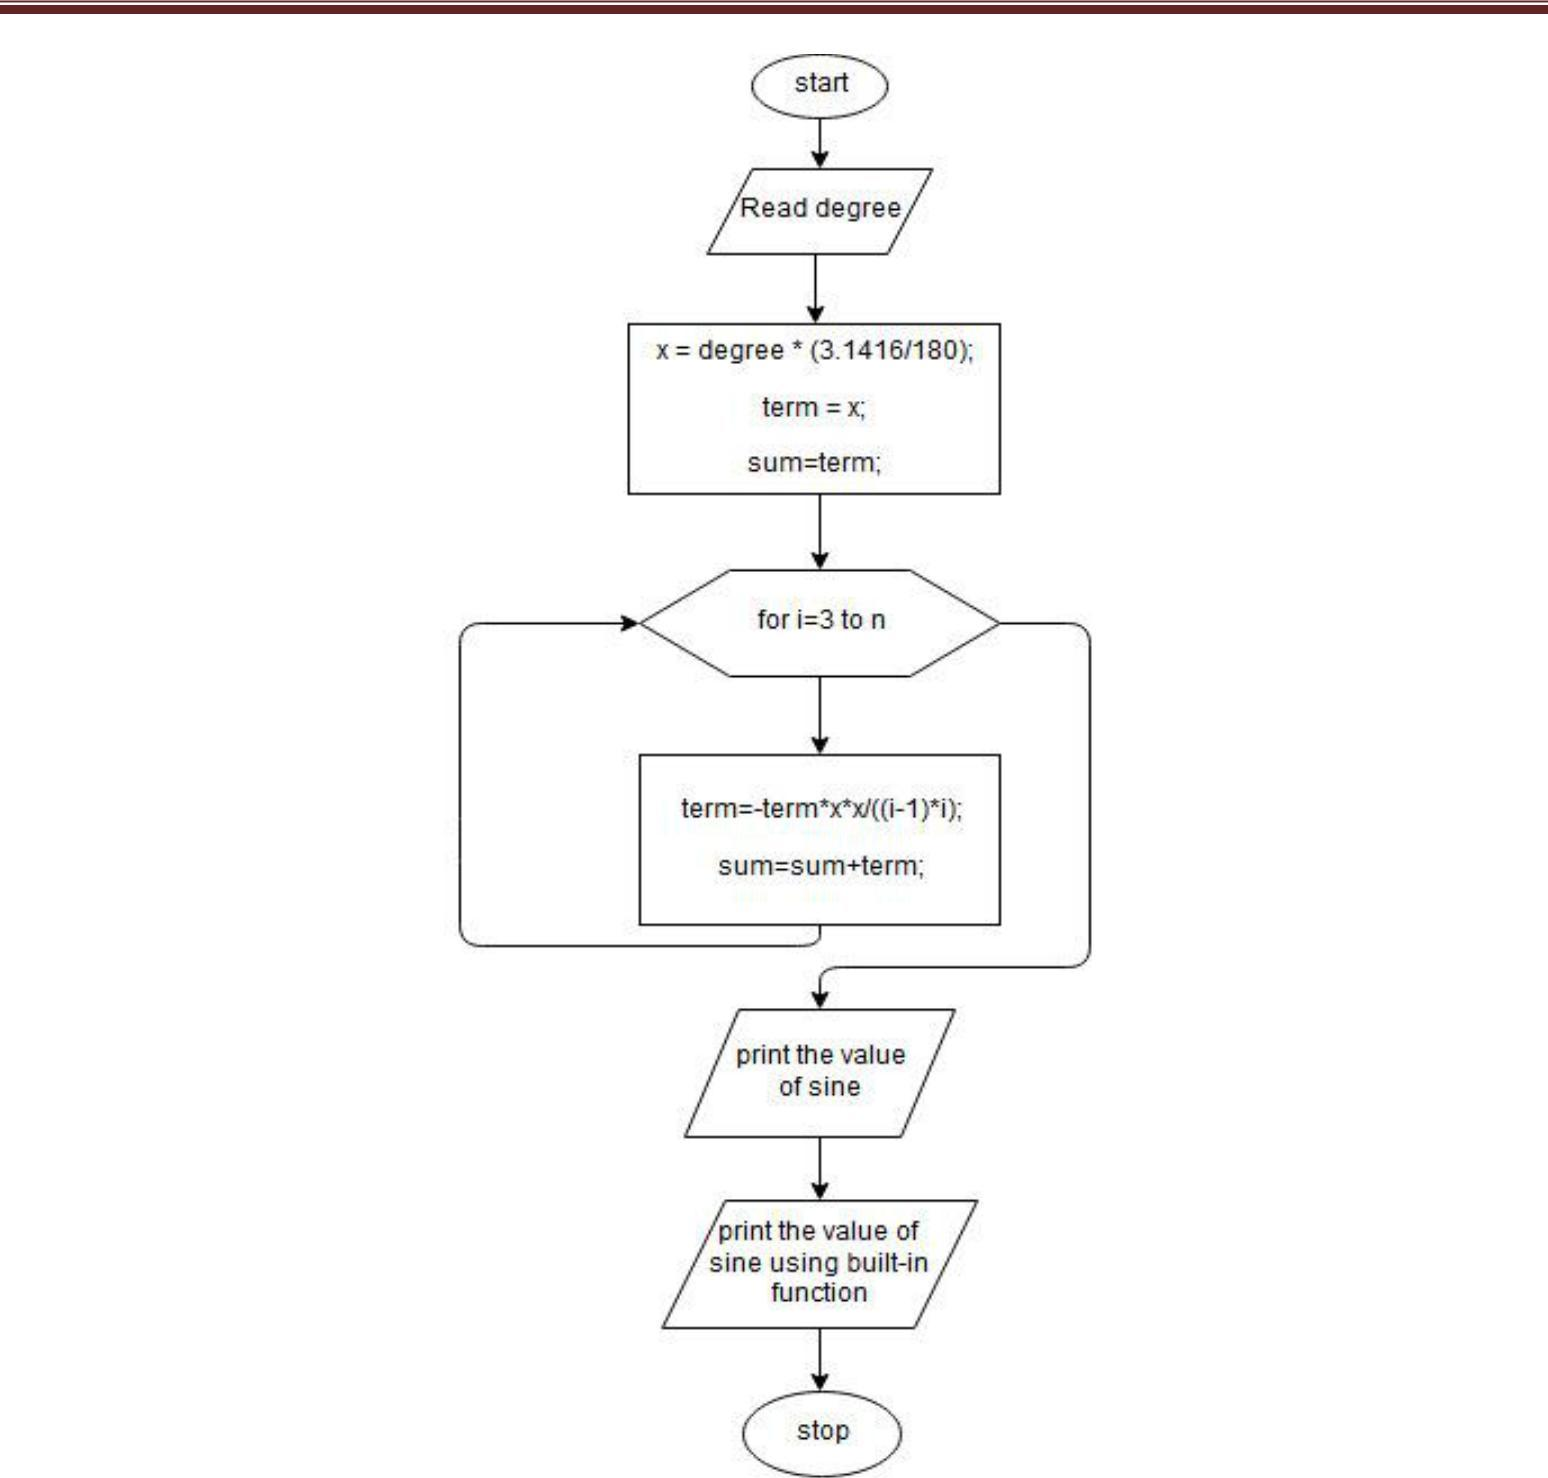 start
Read degree
x = degree * (3.1416/180);
term = x;
sum=term;
for i=3 to n
term=-term*x*x/((i-1)*i);
sum=sum+term;
print the value
of sine
print the value of
sine using built-in
function
stop